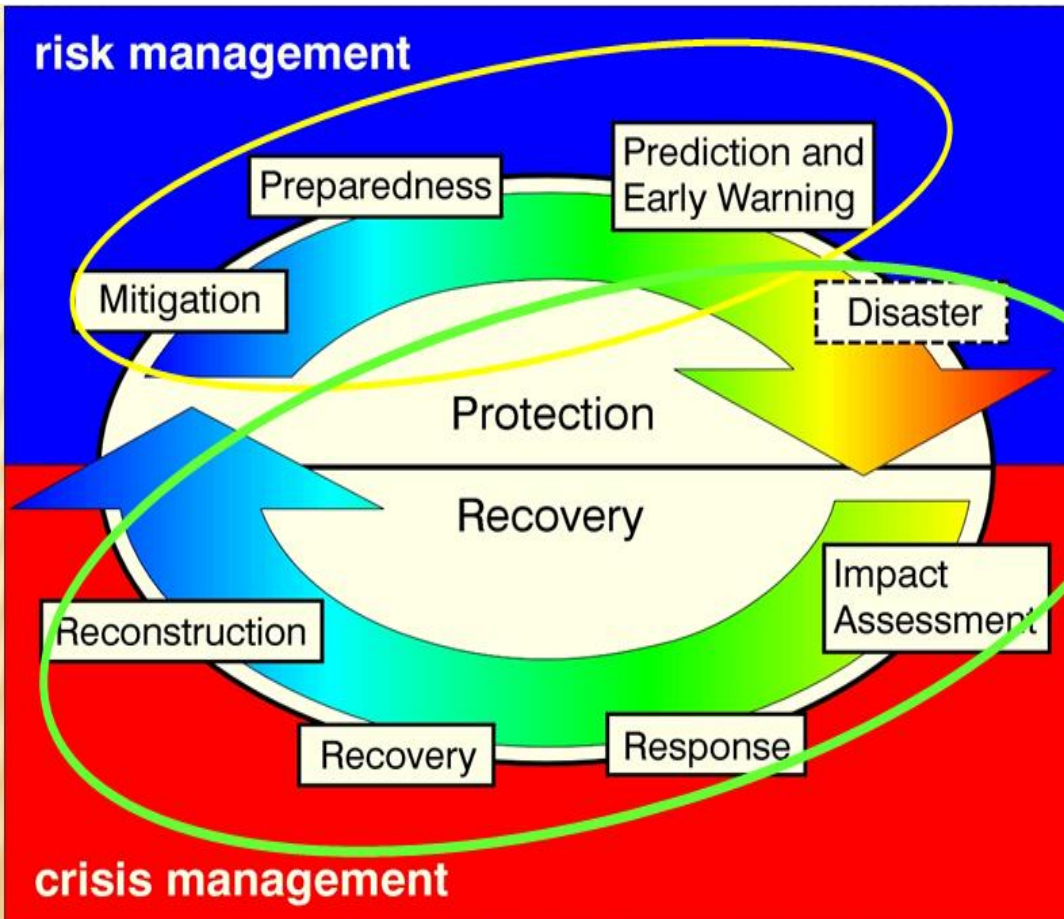 risk management
Preparedness
Prediction and
Early Warning
Mitigation
Disaster
Protection
Recovery
Impact
Assessment
Reconstruction
Recovery
Response
crisis management